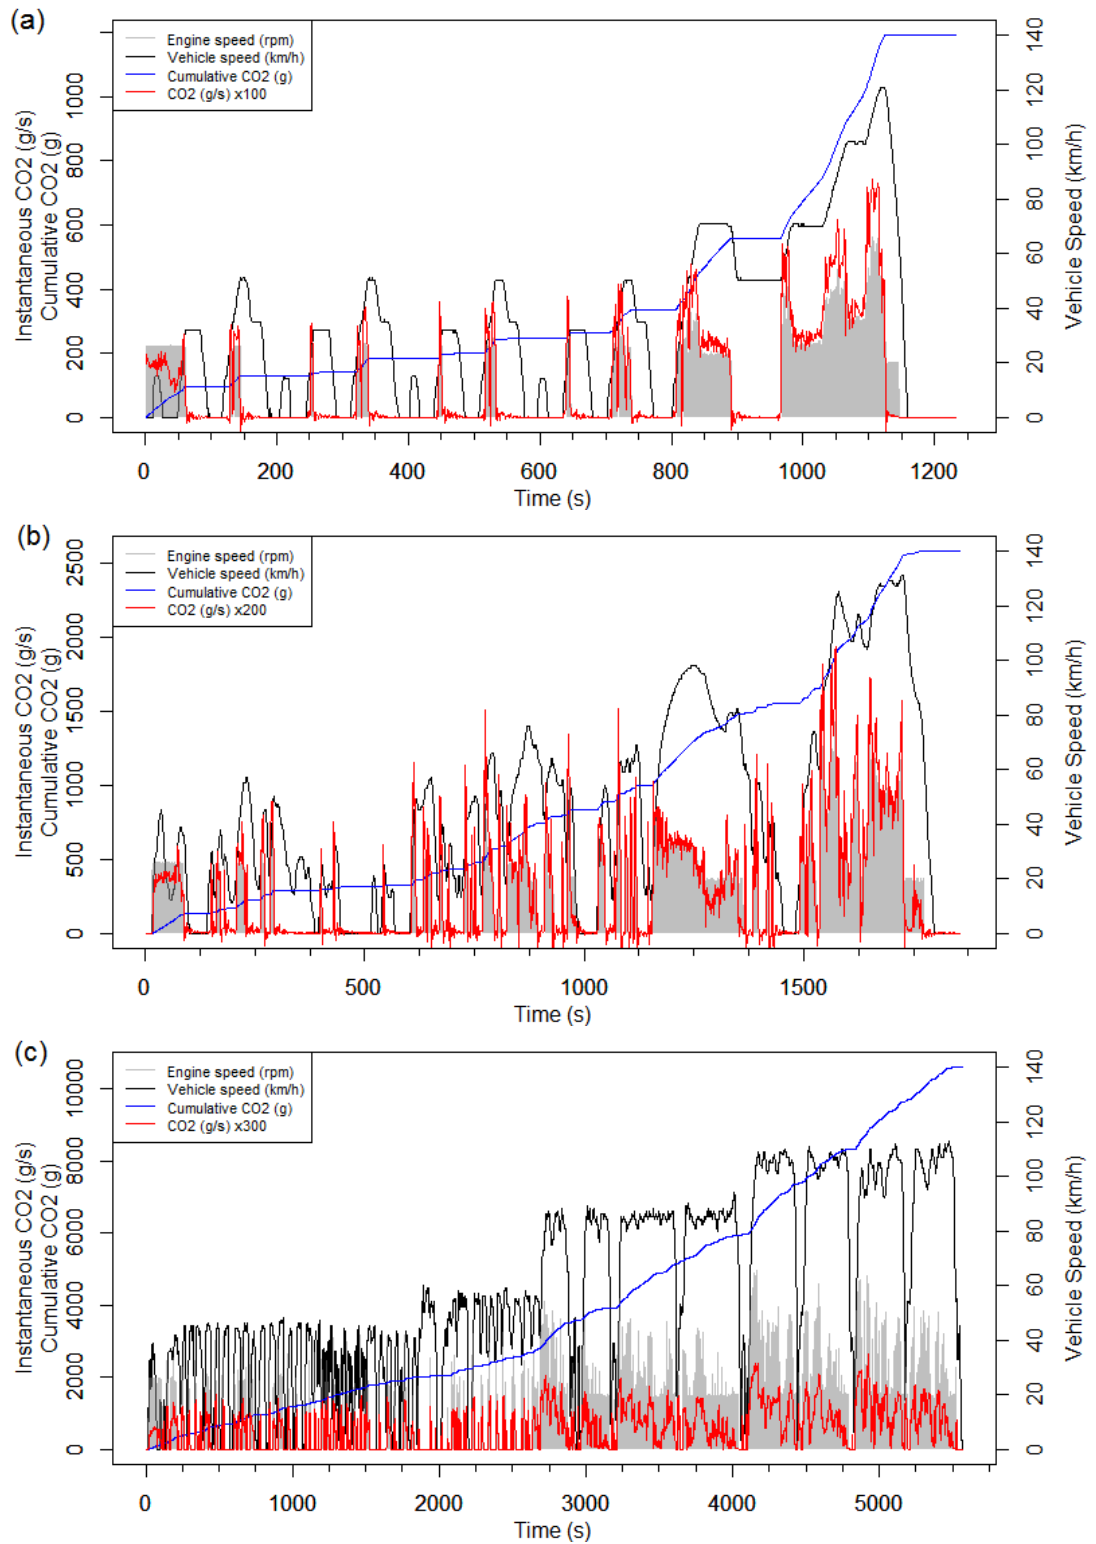 (a)
Engine speed (rpm)
Vehicle speed (km/h)
Cumulative CO2 (g)
CO2 (g/s) x100
Instantaneous CO2 (g/s)
Cumulative CO2 (g)
0 200 400 600 800 1000
Vehicle Speed (km/h)
0 20 40 60 80 100 120 140
0 200 400 600 800 1000 1200
Time (s)
(b)
Engine speed (rpm)
Vehicle speed (km/h)
Cumulative CO2 (g)
CO2 (g/s) x200
Instantaneous CO2 (g/s)
Cumulative CO2 (g)
0 500 1000 1500 2000 2500
Vehicle Speed (km/h)
0 20 40 60 80 100 120 140
0 500 1000 1500
Time (s)
(c)
Engine speed (rpm)
Vehicle speed (km/h)
Cumulative CO2 (g)
CO2 (g/s) x300
Instantaneous CO2 (g/s)
Cumulative CO2 (g)
0 2000 4000 6000 8000 10000
Vehicle Speed (km/h)
0 20 40 60 80 100 120 140
0 1000 2000 3000 4000 5000
Time (s)